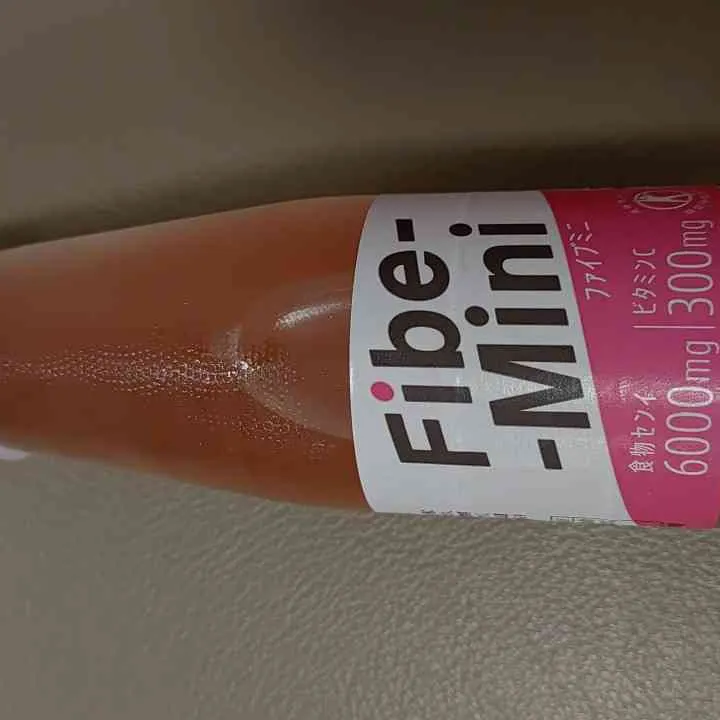 Fibe-
-Mini
ファイブミニ
食物センイ ビタミンC
6000mg 300mg